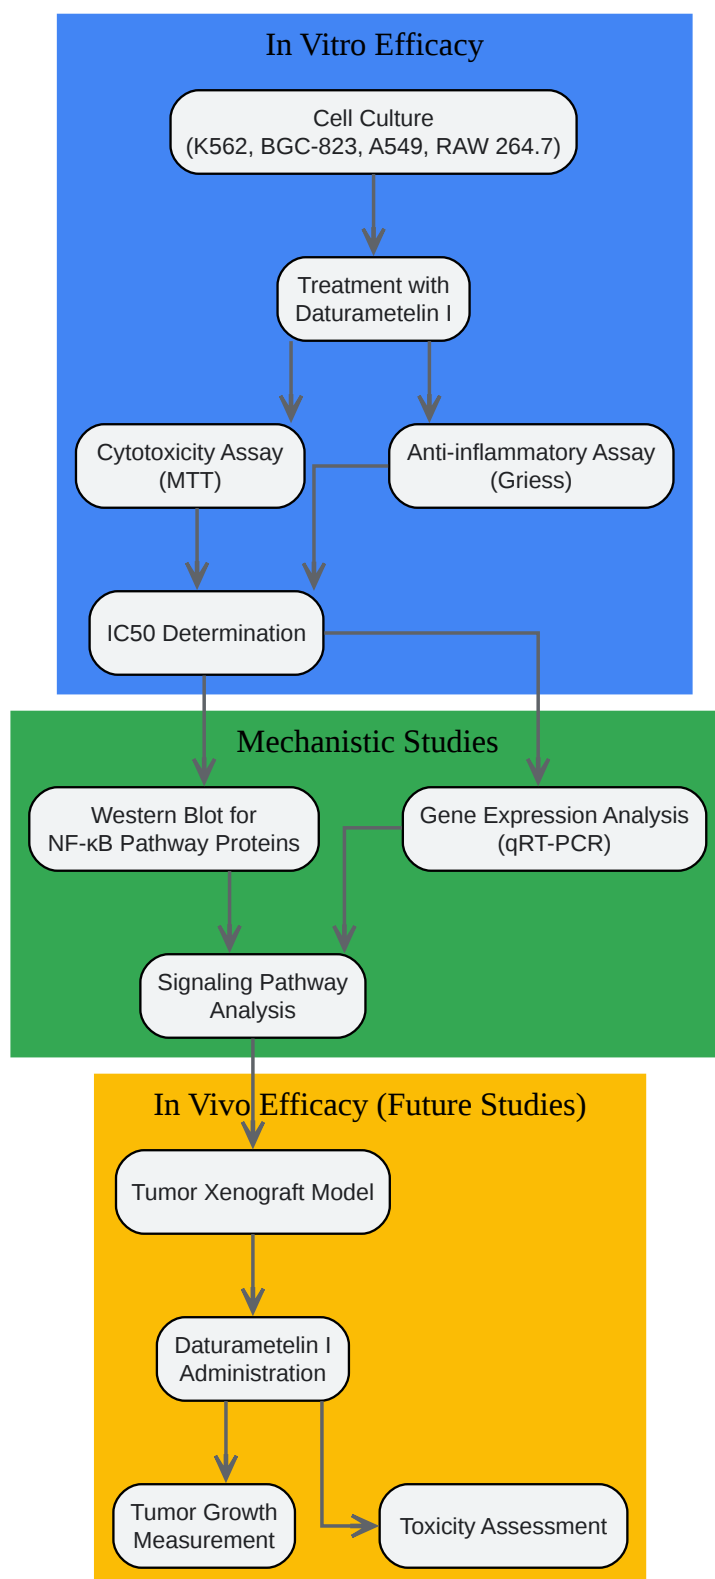 In Vitro Efficacy
Cell Culture
(K562, BGC-823, A549, RAW 264.7)
Treatment with
Daturametelin I
Cytotoxicity Assay
(MTT)
Anti-inflammatory Assay
(Griess)
IC50 Determination
Mechanistic Studies
Western Blot for
NF-κB Pathway Proteins
Gene Expression Analysis
(qRT-PCR)
Signaling Pathway
Analysis
In Vivo Efficacy (Future Studies)
Tumor Xenograft Model
Daturametelin I
Administration
Tumor Growth
Measurement
Toxicity Assessment